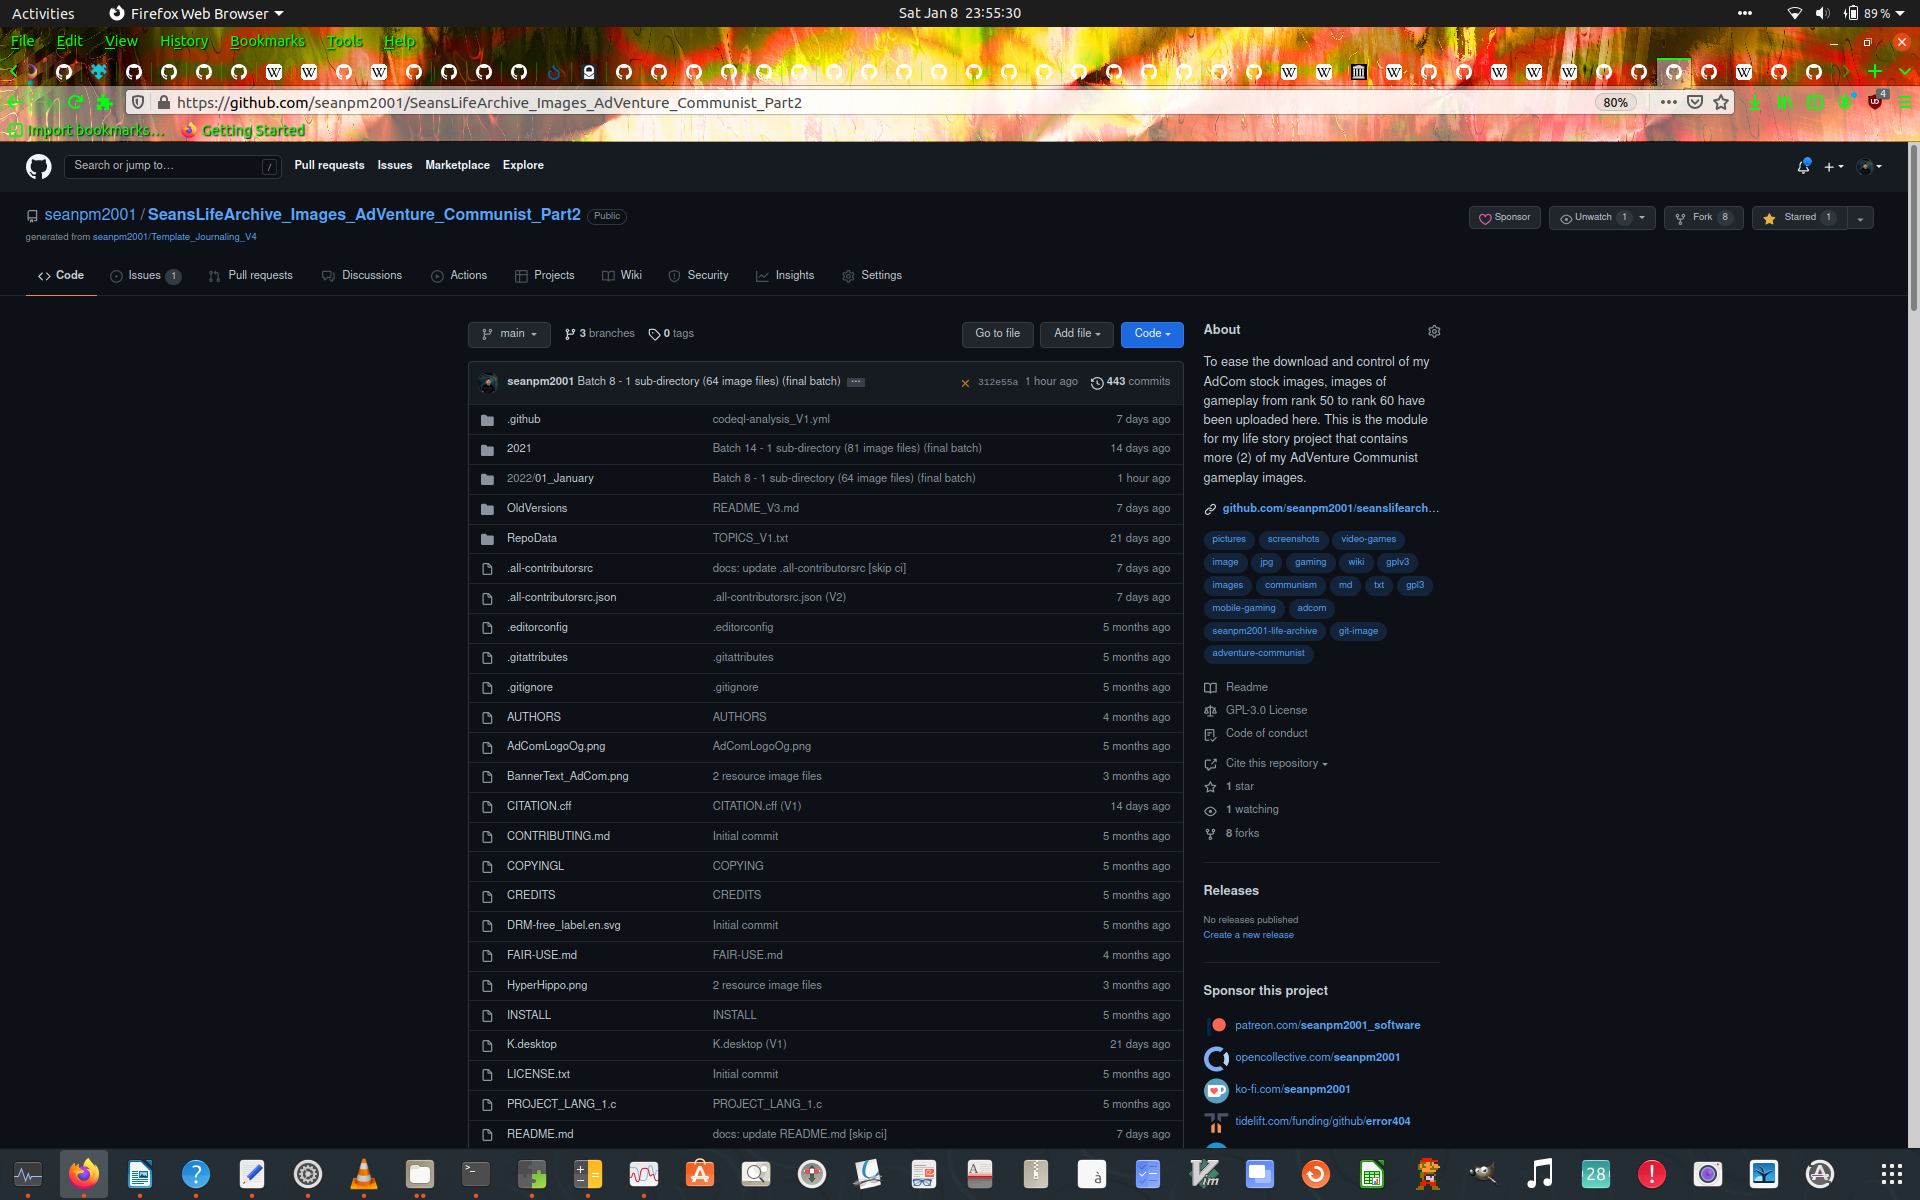 Activities
Firefox Web Browser
Sat Jan 8 23:55:30
89 %
File Edit View History Bookmarks Tools Help
https://github.com/seanpm2001/SeansLifeArchive_Images_AdVenture_Communist_Part2
80%
4
Import bookmarks…
Getting Started
Search or jump to…
/
Pull requests
Issues
Marketplace
Explore
seanpm2001 / SeansLifeArchive_Images_AdVenture_Communist_Part2
Public
Sponsor
Unwatch 1
Fork 8
Starred 1
generated from seanpm2001/Template_Journaling_V4
Code
Issues 1
Pull requests
Discussions
Actions
Projects
Wiki
Security
Insights
Settings
main
3 branches
0 tags
Go to file
Add file
Code
seanpm2001 Batch 8 - 1 sub-directory (64 image files) (final batch)
312e55a 1 hour ago
443 commits
.github codeql-analysis_V1.yml 7 days ago
2021 Batch 14 - 1 sub-directory (81 image files) (final batch) 14 days ago
2022/01_January Batch 8 - 1 sub-directory (64 image files) (final batch) 1 hour ago
OldVersions README_V3.md 7 days ago
RepoData TOPICS_V1.txt 21 days ago
.all-contributorsrc docs: update .all-contributorsrc [skip ci] 7 days ago
.all-contributorsrc.json .all-contributorsrc.json (V2) 7 days ago
.editorconfig .editorconfig 5 months ago
.gitattributes .gitattributes 5 months ago
.gitignore .gitignore 5 months ago
AUTHORS AUTHORS 4 months ago
AdComLogoOg.png AdComLogoOg.png 5 months ago
BannerText_AdCom.png 2 resource image files 3 months ago
CITATION.cff CITATION.cff (V1) 14 days ago
CONTRIBUTING.md Initial commit 5 months ago
COPYINGL COPYING 5 months ago
CREDITS CREDITS 5 months ago
DRM-free_label.en.svg Initial commit 5 months ago
FAIR-USE.md FAIR-USE.md 4 months ago
HyperHippo.png 2 resource image files 3 months ago
INSTALL INSTALL 5 months ago
K.desktop K.desktop (V1) 21 days ago
LICENSE.txt Initial commit 5 months ago
PROJECT_LANG_1.c PROJECT_LANG_1.c 5 months ago
README.md docs: update README.md [skip ci] 7 days ago
About
To ease the download and control of my
AdCom stock images, images of
gameplay from rank 50 to rank 60 have
been uploaded here. This is the module
for my life story project that contains
more (2) of my AdVenture Communist
gameplay images.
github.com/seanpm2001/seanslifearch…
pictures screenshots video-games
image jpg gaming wiki gplv3
images communism md txt gpl3
mobile-gaming adcom
seanpm2001-life-archive git-image
adventure-communist
Readme
GPL-3.0 License
Code of conduct
Cite this repository
1 star
1 watching
8 forks
Releases
No releases published
Create a new release
Sponsor this project
patreon.com/seanpm2001_software
opencollective.com/seanpm2001
ko-fi.com/seanpm2001
tidelift.com/funding/github/error404
28